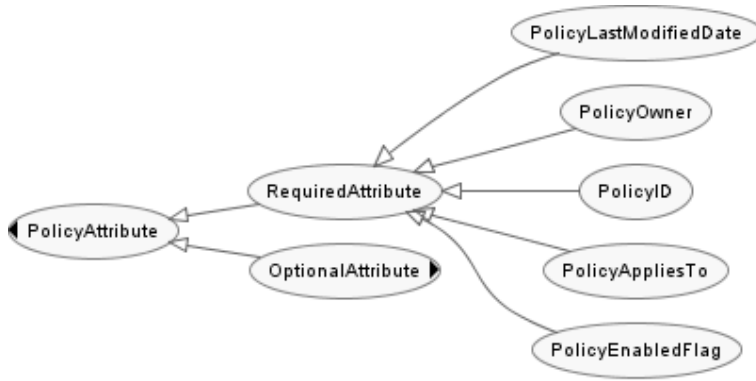 PolicyLastModifiedDate
PolicyOwner
RequiredAttribute
PolicyID
PolicyAttribute
OptionalAttribute
PolicyAppliesTo
PolicyEnabledFlag